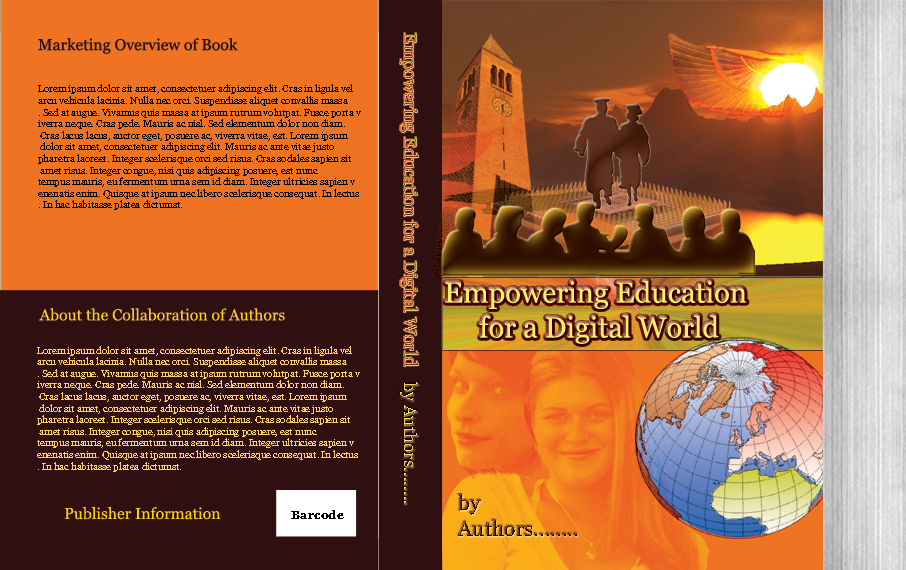 Marketing Overview of Book
Lorem ipsum dolor sit amet, consectetuer adipiscing elit. Cras in ligula vel
arcu vehicula lacinia. Nulla nec orci. Suspendisse aliquet convallis massa
. Sed at augue. Vivamus quis massa at ipsum rutrum volutpat. Fusce porta v
iverra neque. Cras pede. Mauris ac nisl. Sed elementum dolor non diam.
Cras lacus lacus, auctor eget, posuere ac, viverra vitae, est. Lorem ipsum
dolor sit amet, consectetuer adipiscing elit. Mauris ac ante vitae justo
pharetra laoreet. Integer scelerisque orci sed risus. Cras sodales sapien sit
amet risus. Integer congue, nisi quis adipiscing posuere, est nunc
tempus mauris, eu fermentum urna sem id diam. Integer ultricies sapien v
enenatis enim. Quisque at ipsum nec libero scelerisque consequat. In lectus
. In hac habitasse platea dictumst.
About the Collaboration of Authors
Lorem ipsum dolor sit amet, consectetuer adipiscing elit. Cras in ligula vel
arcu vehicula lacinia. Nulla nec orci. Suspendisse aliquet convallis massa
. Sed at augue. Vivamus quis massa at ipsum rutrum volutpat. Fusce porta v
iverra neque. Cras pede. Mauris ac nisl. Sed elementum dolor non diam.
Cras lacus lacus, auctor eget, posuere ac, viverra vitae, est. Lorem ipsum
dolor sit amet, consectetuer adipiscing elit. Mauris ac ante vitae justo
pharetra laoreet. Integer scelerisque orci sed risus. Cras sodales sapien sit
amet risus. Integer congue, nisi quis adipiscing posuere, est nunc
tempus mauris, eu fermentum urna sem id diam. Integer ultricies sapien v
enenatis enim. Quisque at ipsum nec libero scelerisque consequat. In lectus
. In hac habitasse platea dictumst.
Publisher Information
Barcode
Empowering Education for a Digital World by Authors........
Empowering Education
for a Digital World
by
Authors........